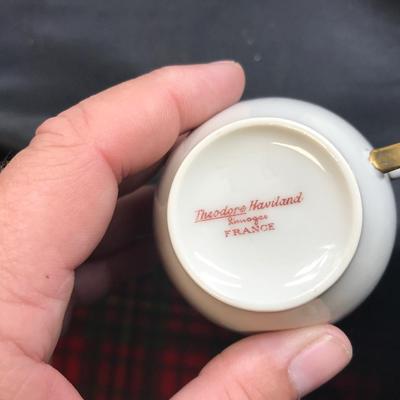 Theodore Haviland
Limoges
FRANCE